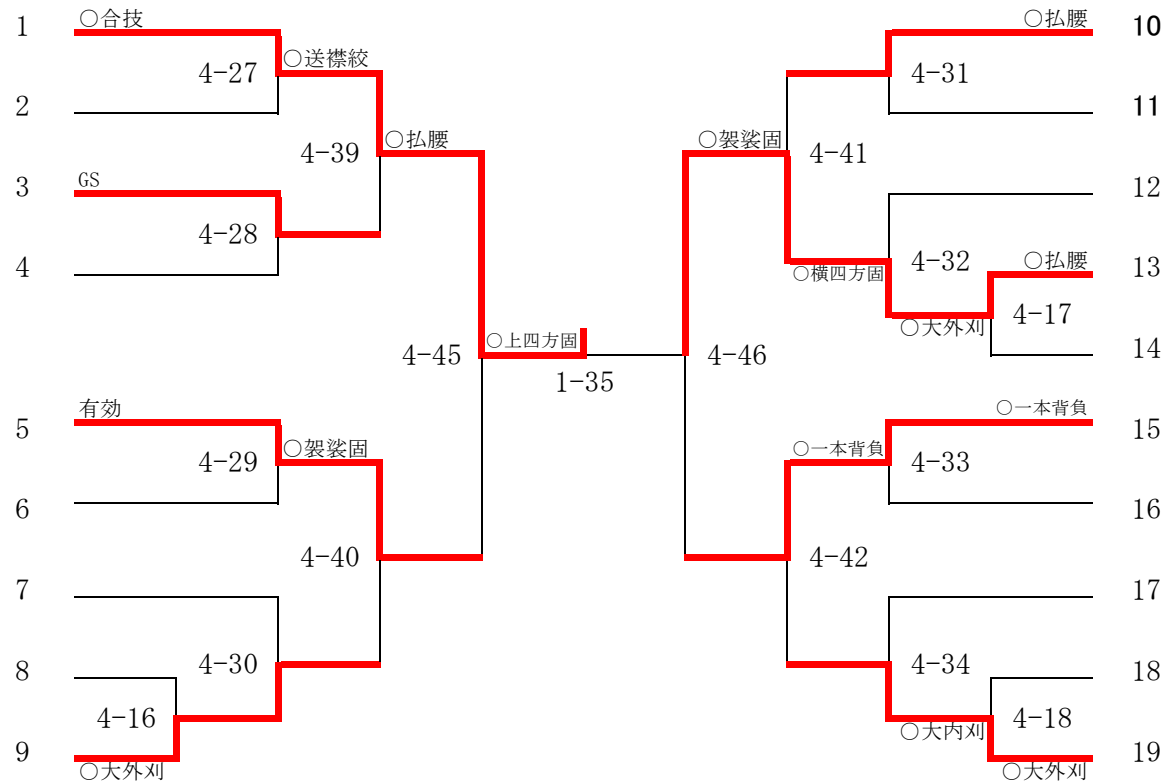 1 ○合技 ○払腰 10
4-27 ○送襟絞 4-31
2 11
4-39 ○払腰 ○袈裟固 4-41
3 GS 12
4-28 4-32 ○払腰 13
4 ○横四方固
○大外刈 4-17
4-45 ○上四方固 4-46 14
1-35
5 有効 ○一本背負 15
4-29 ○袈裟固 ○一本背負 4-33
6 16
4-40 4-42
7 17
4-30 4-34
8 18
4-16 ○大内刈 4-18
9 ○大外刈 ○大外刈 19